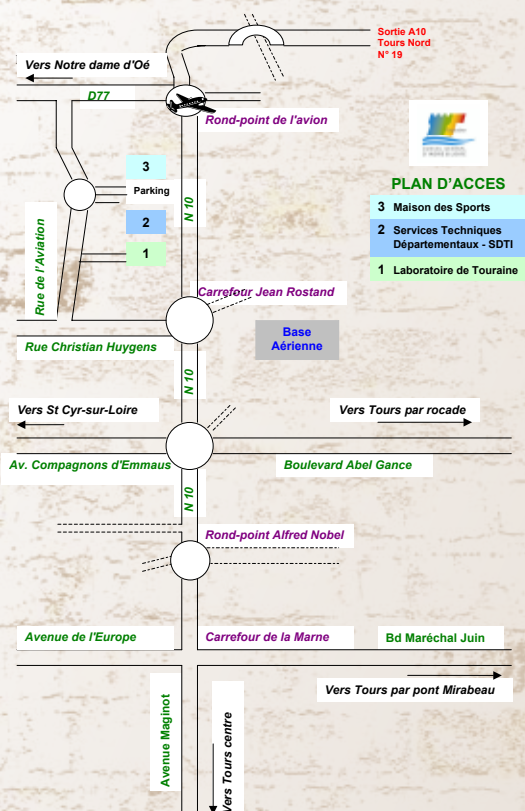 Sortie A10
Tours Nord
N° 19
Vers Notre dame d'Oé
D77
Rond-point de l'avion
3
Parking
2
1
N 10
Rue de l'Aviation
PLAN D'ACCES
3 Maison des Sports
2 Services Techniques
Départementaux - SDTI
1 Laboratoire de Touraine
Carrefour Jean Rostand
Base
Aérienne
Rue Christian Huygens
N 10
Vers St Cyr-sur-Loire
Vers Tours par rocade
Av. Compagnons d'Emmaus
Boulevard Abel Gance
N 10
Rond-point Alfred Nobel
Avenue de l'Europe
Carrefour de la Marne
Bd Maréchal Juin
Vers Tours par pont Mirabeau
Avenue Maginot
Vers Tours centre